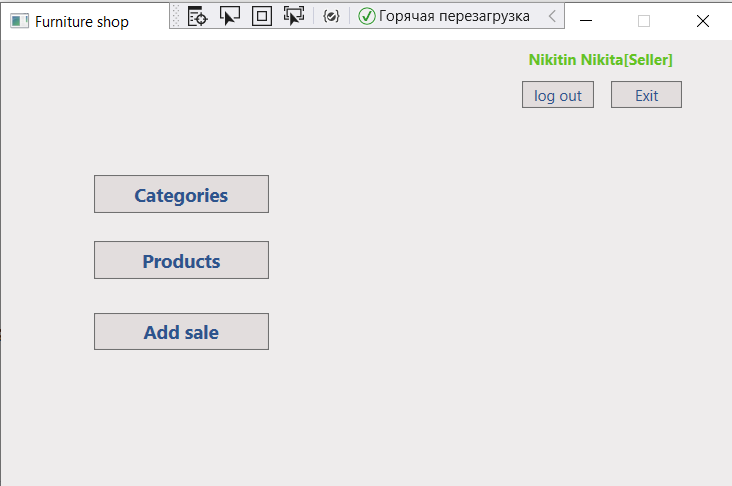 Furniture shop
Горячая перезагрузка
Nikitin Nikita[Seller]
log out
Exit
Categories
Products
Add sale